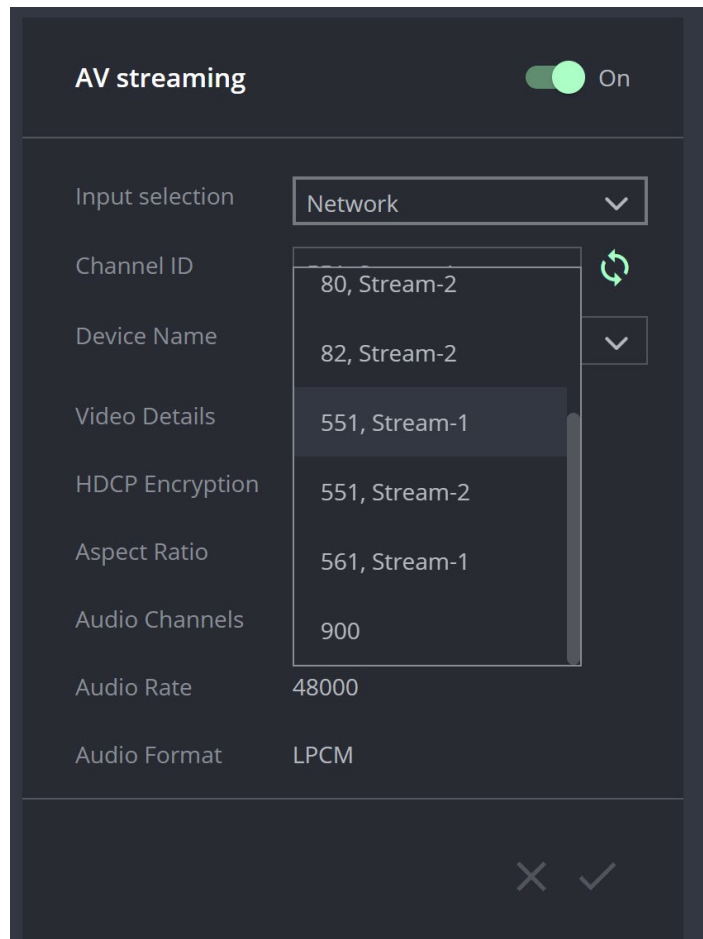 AV streaming On
Input selection Network
Channel ID
80, Stream-2
Device Name
82, Stream-2
Video Details
551, Stream-1
HDCP Encryption
551, Stream-2
Aspect Ratio
561, Stream-1
Audio Channels
900
Audio Rate 48000
Audio Format LPCM